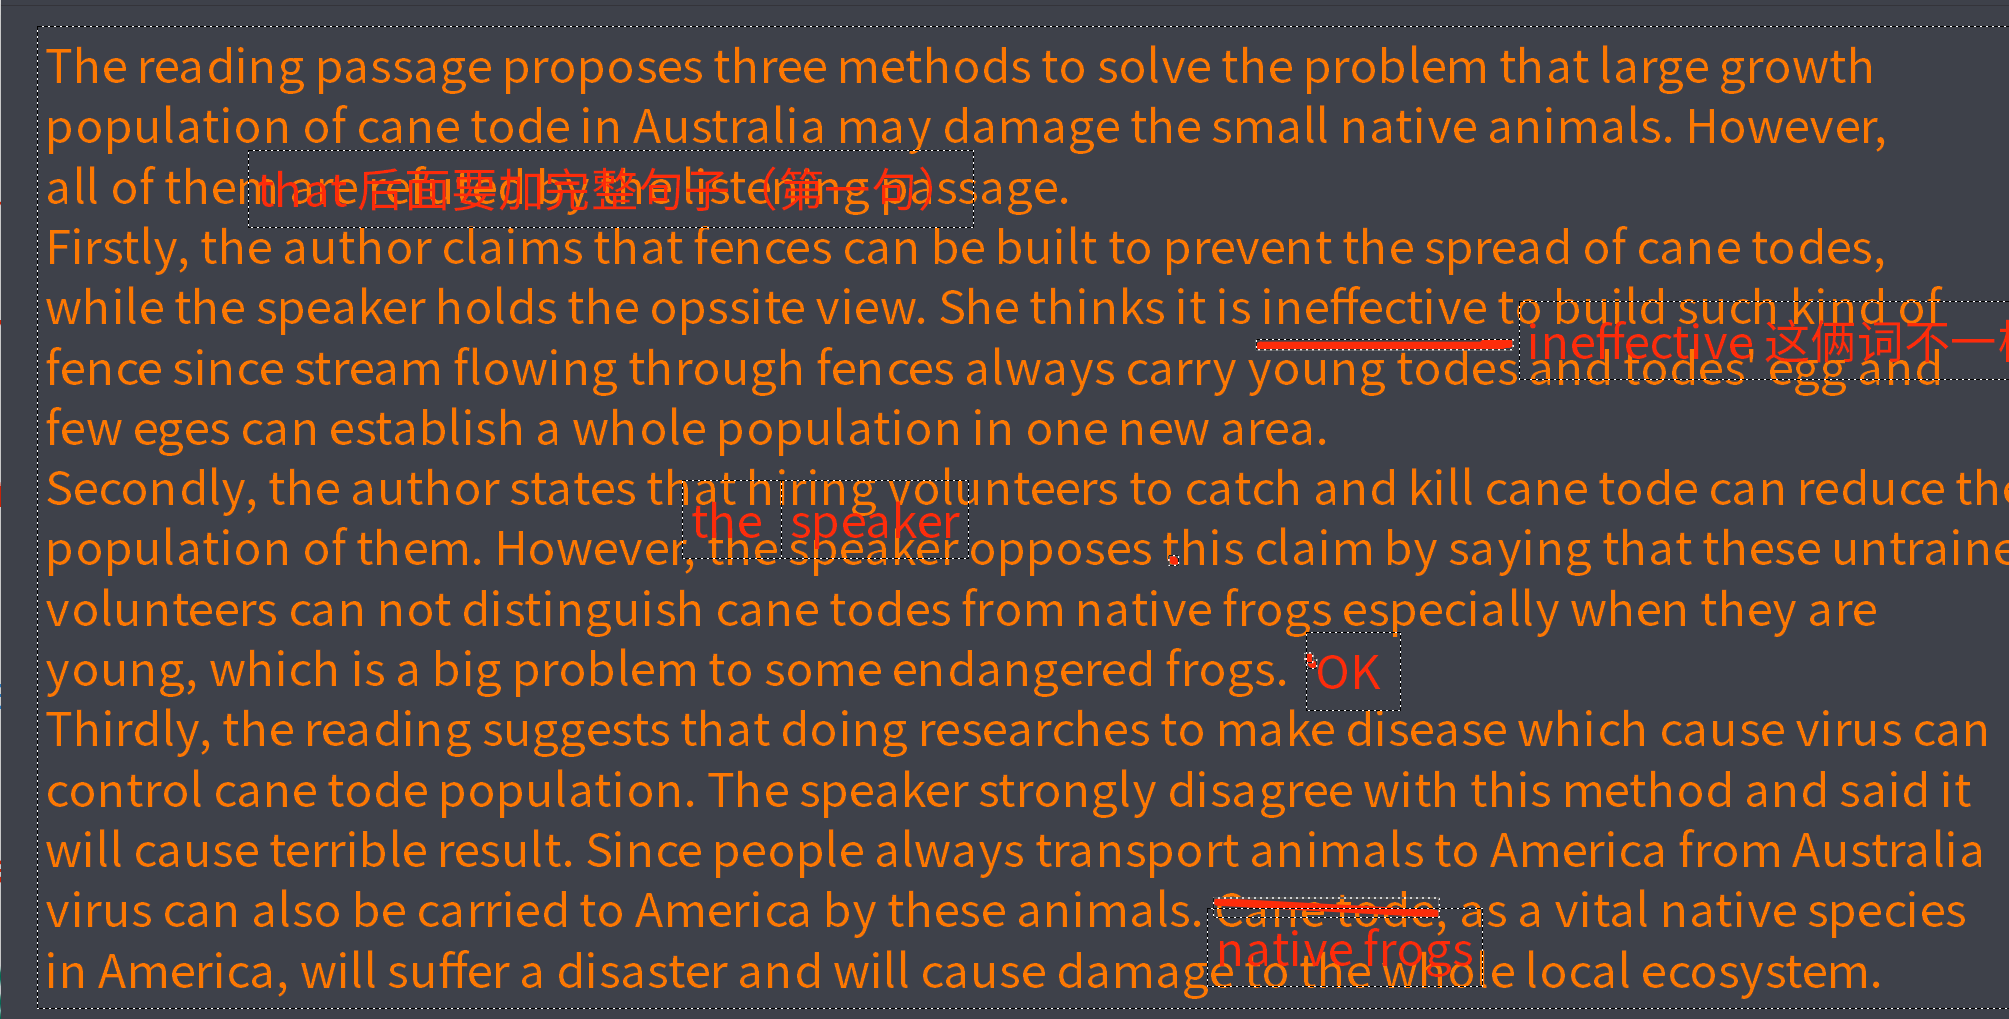 The reading passage proposes three methods to solve the problem that large growth
population of cane tode in Australia may damage the small native animals. However,
all of them are refused by the listening passage.
that 后面要加完整句子（第一句）
Firstly, the author claims that fences can be built to prevent the spread of cane todes,
while the speaker holds the opssite view. She thinks it is ineffective to build such kind of
ineffective 这俩词不一
fence since stream flowing through fences always carry young todes and todes' egg and
few eges can establish a whole population in one new area.
Secondly, the author states that hiring volunteers to catch and kill cane tode can reduce the
the speaker
population of them. However, the speaker opposes this claim by saying that these untraine
volunteers can not distinguish cane todes from native frogs especially when they are
young, which is a big problem to some endangered frogs. OK
Thirdly, the reading suggests that doing researches to make disease which cause virus can
control cane tode population. The speaker strongly disagree with this method and said it
will cause terrible result. Since people always transport animals to America from Australia
virus can also be carried to America by these animals. Cane tode, as a vital native species
native frogs
in America, will suffer a disaster and will cause damage to the whole local ecosystem.